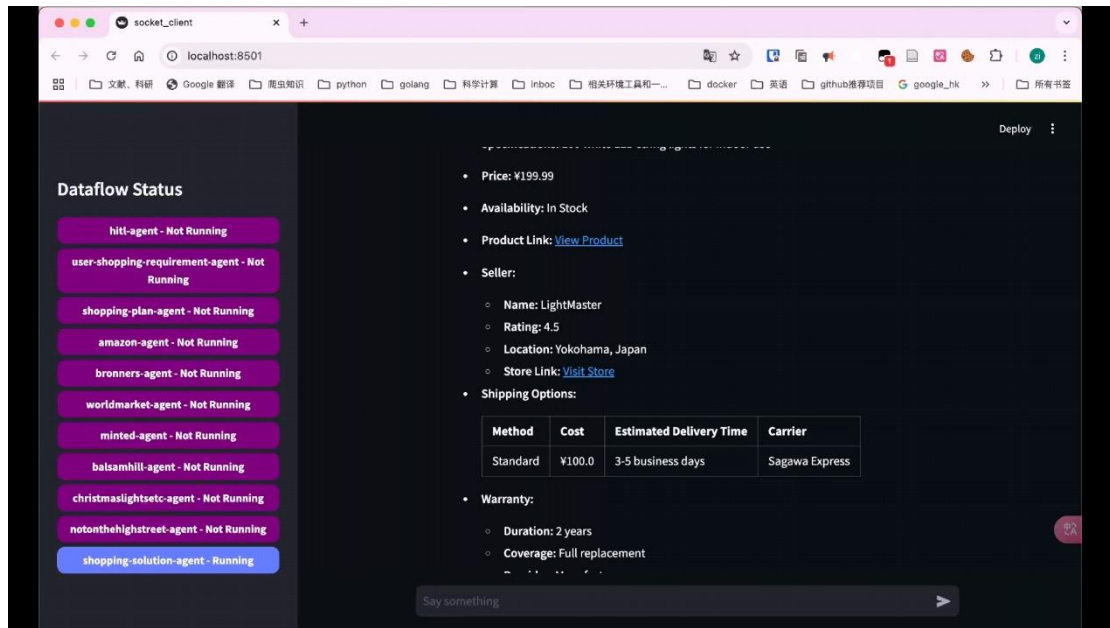 socket_client
localhost:8501
文献、科研
Google 翻译
爬虫知识
python
golang
科学计算
inboc
相关环境工具和一...
docker
英语
github推荐项目
google_hk
所有书签
Deploy
Dataflow Status
hitl-agent - Not Running
user-shopping-requirement-agent - Not
Running
shopping-plan-agent - Not Running
amazon-agent - Not Running
bronners-agent - Not Running
worldmarket-agent - Not Running
minted-agent - Not Running
balsamhill-agent - Not Running
christmaslightsetc-agent - Not Running
notonthehighstreet-agent - Not Running
shopping-solution-agent - Running
Price: ¥199.99
Availability: In Stock
Product Link: View Product
Seller:
Name: LightMaster
Rating: 4.5
Location: Yokohama, Japan
Store Link: Visit Store
Shipping Options:
Method Cost Estimated Delivery Time Carrier
Standard ¥100.0 3-5 business days Sagawa Express
Warranty:
Duration: 2 years
Coverage: Full replacement
Say something